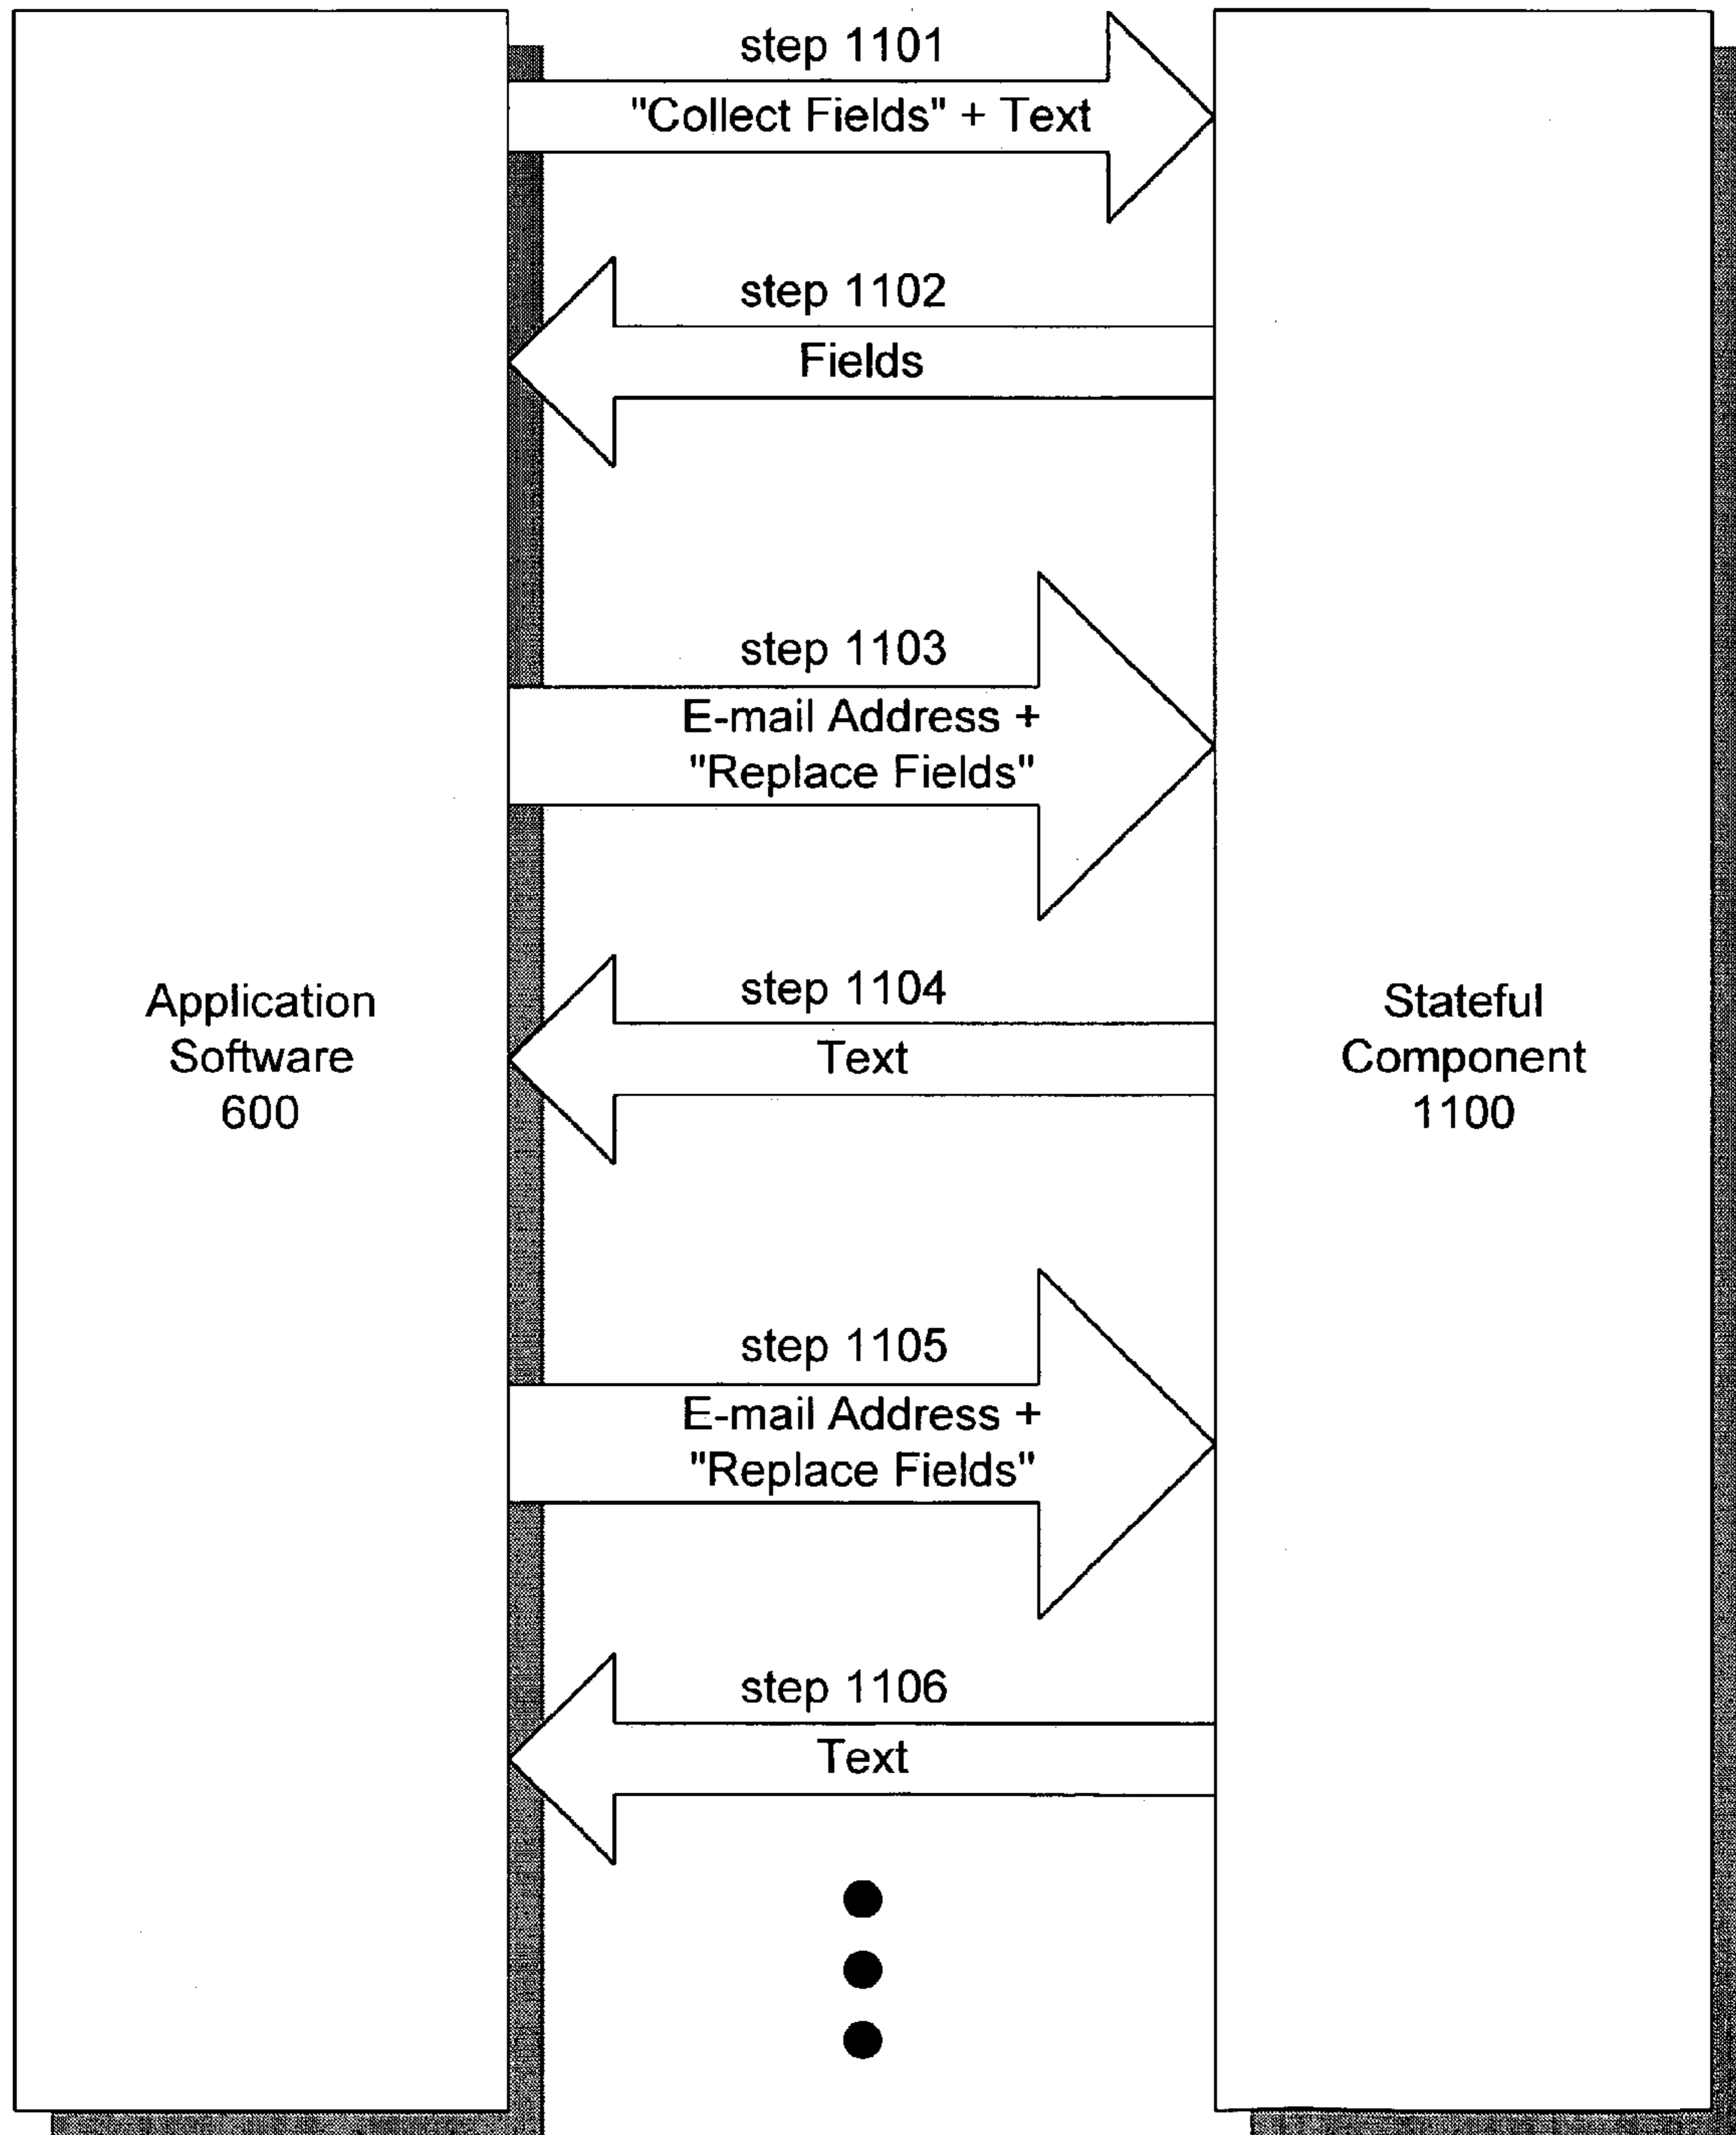 step 1101
"Collect Fields" + Text
step 1102
Fields
step 1103
E-mail Address +
"Replace Fields"
step 1104
Text
Application
Software
600
Stateful
Component
1100
step 1105
E-mail Address +
"Replace Fields"
step 1106
Text